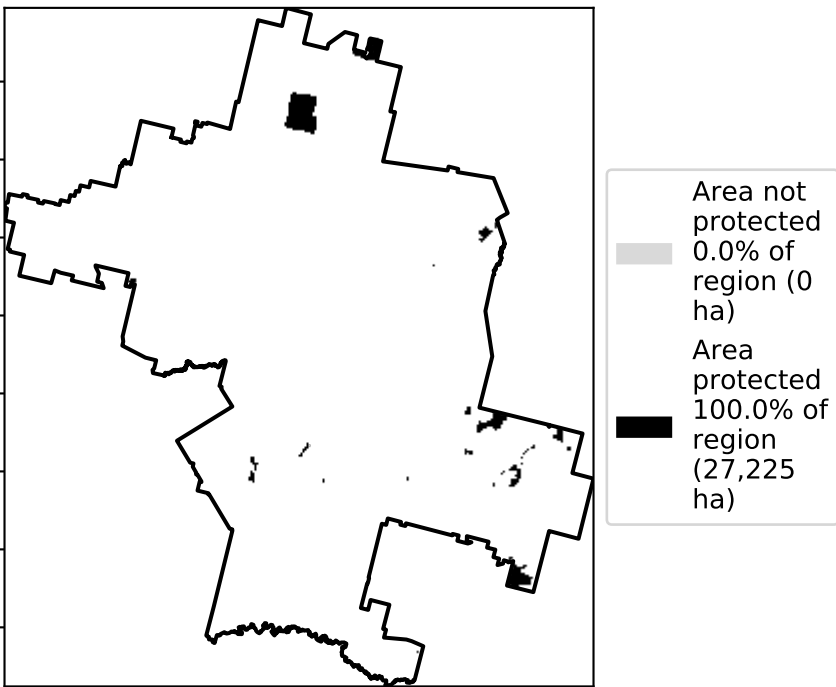 Area not
protected
0.0% of
region (0
ha)
Area
protected
100.0% of
region
(27,225
ha)